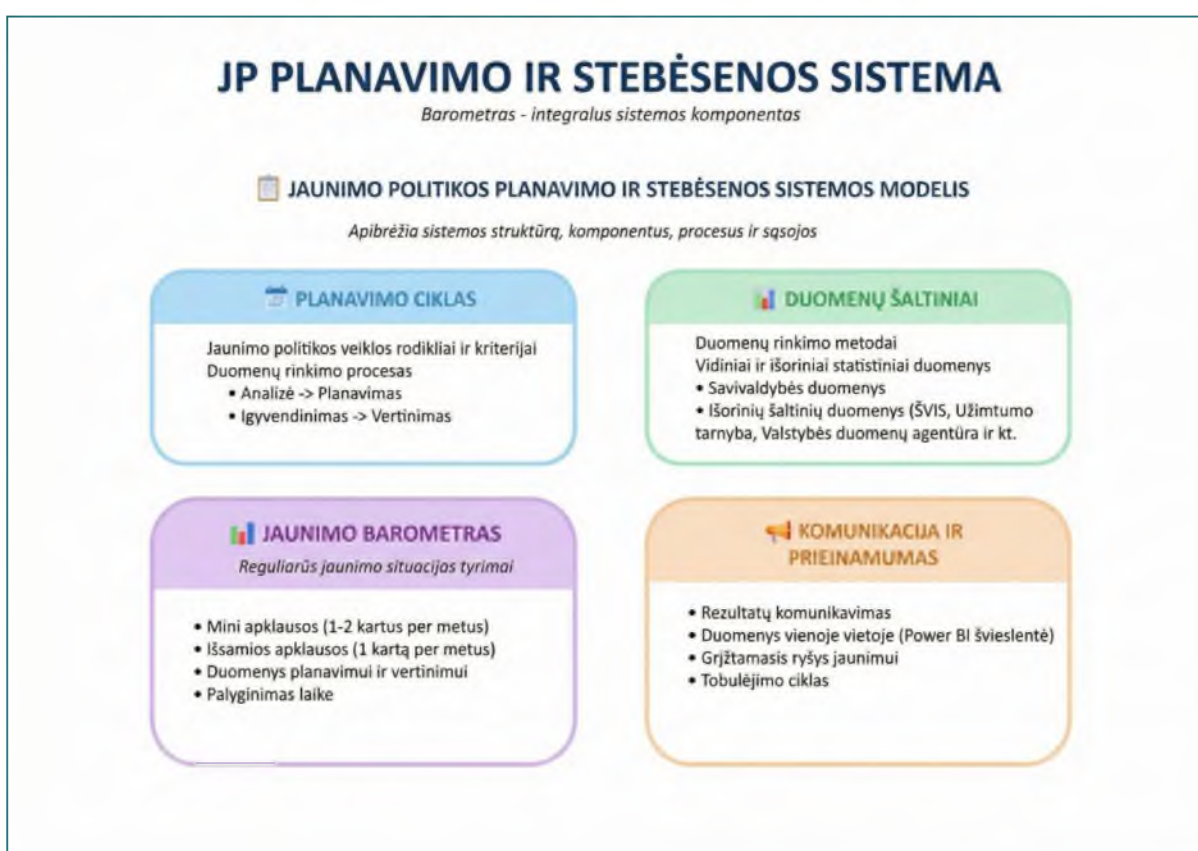 JP PLANAVIMO IR STEBĖSENOS SISTEMA
Barometras - integralus sistemos komponentas
JAUNIMO POLITIKOS PLANAVIMO IR STEBĖSENOS SISTEMOS MODELIS
Apibrėžia sistemos struktūrą, komponentus, procesus ir sąsojos
PLANAVIMO CIKLAS
Jaunimo politikos veiklos rodikliai ir kriterijai
Duomenų rinkimo procesas
• Analizė -> Planavimas
• Igyvendinimas -> Vertinimas
DUOMENŲ ŠALTINIAI
Duomenų rinkimo metodai
Vidiniai ir išoriniai statistiniai duomenys
• Savivaldybės duomenys
• Išorinių šaltinių duomenys (ŠVIS, Užimtumo
tarnyba, Valstybės duomenų agentūra ir kt.
JAUNIMO BAROMETRAS
Reguliarūs jaunimo situacijos tyrimai
• Mini apklausos (1-2 kartus per metus)
• Išsamios apklausos (1 kartą per metus)
• Duomenys planavimui ir vertinimui
• Palyginimas laike
KOMUNIKACIJA IR
PRIEINAMUMAS
• Rezultatų komunikavimas
• Duomenys vienoje vietoje (Power BI švieslentė)
• Grįžtamasis ryšys jaunimui
• Tobulėjimo ciklas